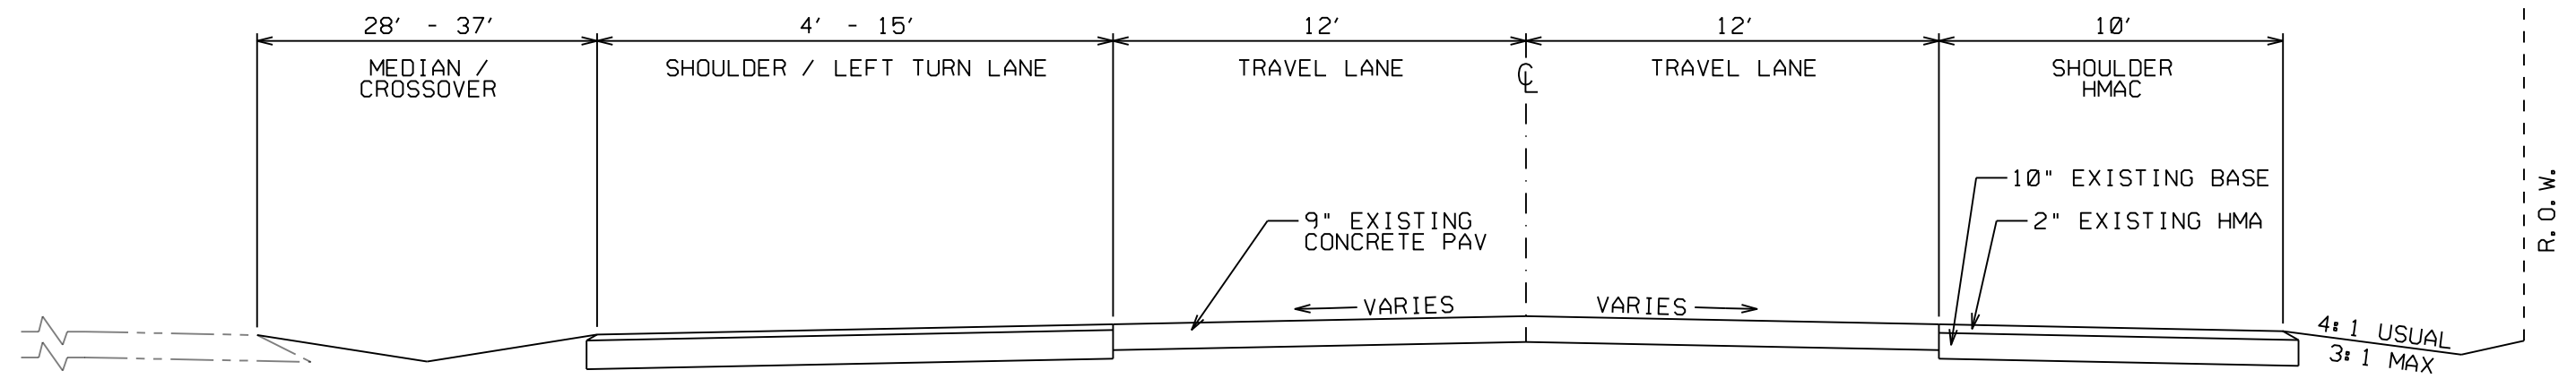 28' - 37'
4' - 15'
12'
12'
10'
MEDIAN /
CROSSOVER
SHOULDER / LEFT TURN LANE
TRAVEL LANE
℄
TRAVEL LANE
SHOULDER
HMAC
10" EXISTING BASE
9" EXISTING
CONCRETE PAV
2" EXISTING HMA
R.O.W.
VARIES
VARIES
4:1 USUAL
3:1 MAX